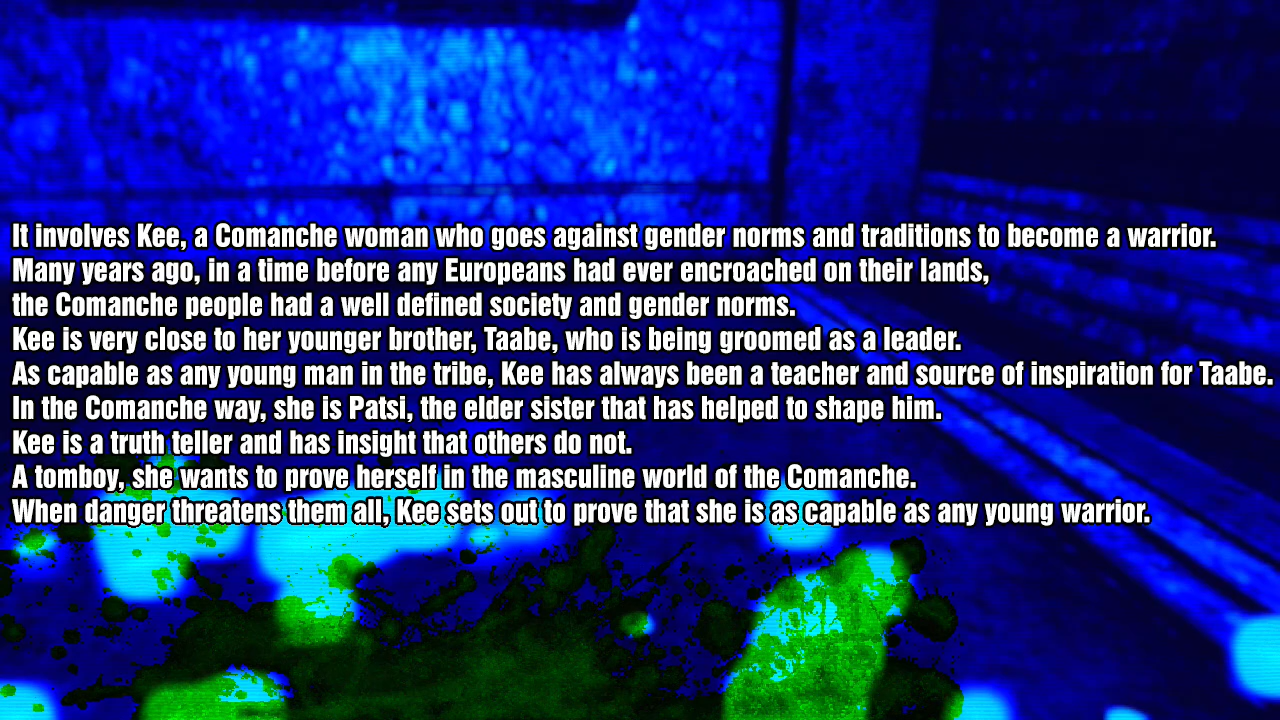 It involves Kee, a Comanche woman who goes against gender norms and traditions to become a warrior.
Many years ago, in a time before any Europeans had ever encroached on their lands,
the Comanche people had a well defined society and gender norms.
Kee is very close to her younger brother, Taabe, who is being groomed as a leader.
As capable as any young man in the tribe, Kee has always been a teacher and source of inspiration for Taabe.
In the Comanche way, she is Patsi, the elder sister that has helped to shape him.
Kee is a truth teller and has insight that others do not.
A tomboy, she wants to prove herself in the masculine world of the Comanche.
When danger threatens them all, Kee sets out to prove that she is as capable as any young warrior.